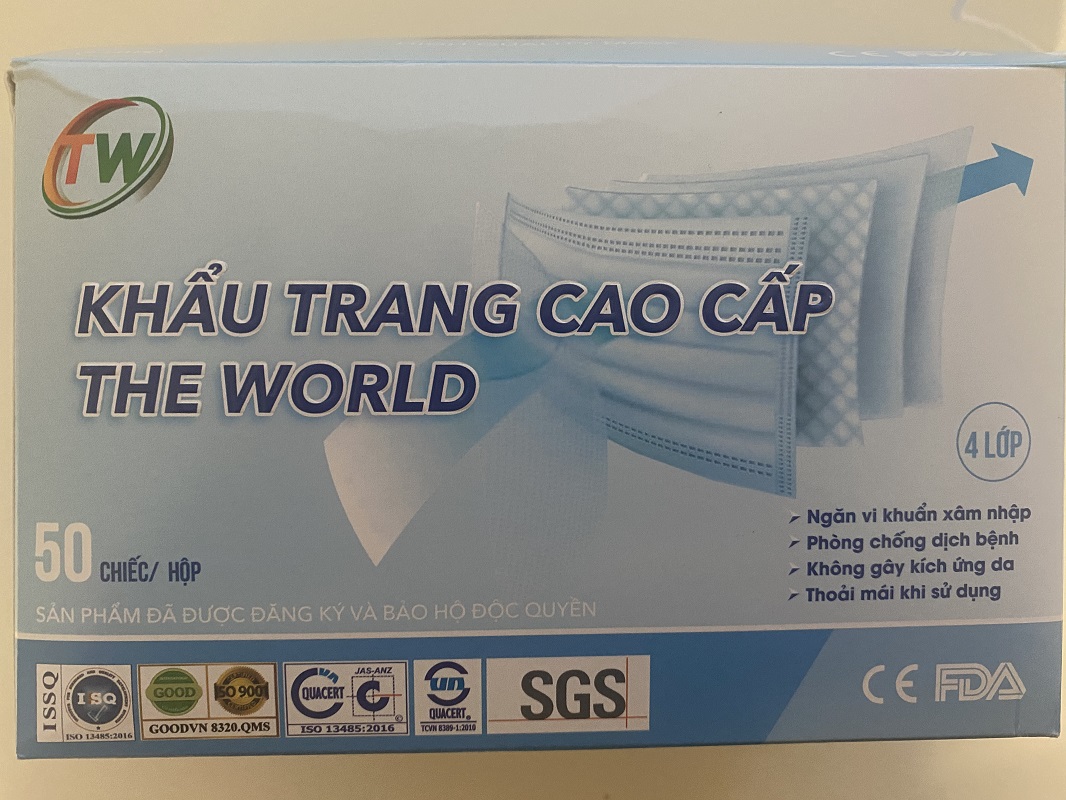 CE FDA
TW
KHẨU TRANG CAO CẤP
THE WORLD
4 LỚP
➢ Ngăn vi khuẩn xâm nhập
➢ Phòng chống dịch bệnh
➢ Không gây kích ứng da
➢ Thoải mái khi sử dụng
50 CHIẾC/ HỘP
SẢN PHẨM ĐÃ ĐƯỢC ĐĂNG KÝ VÀ BẢO HỘ ĐỘC QUYỀN
ISSQ
ISQ
ISO 13485:2016
GOOD
ISO 9001
GOODVN 8320.QMS
QUACERT
JAS-ANZ
C
ISO 13485:2016
QUACERT
TCVN 8389-1:2010
SGS
CE FDA